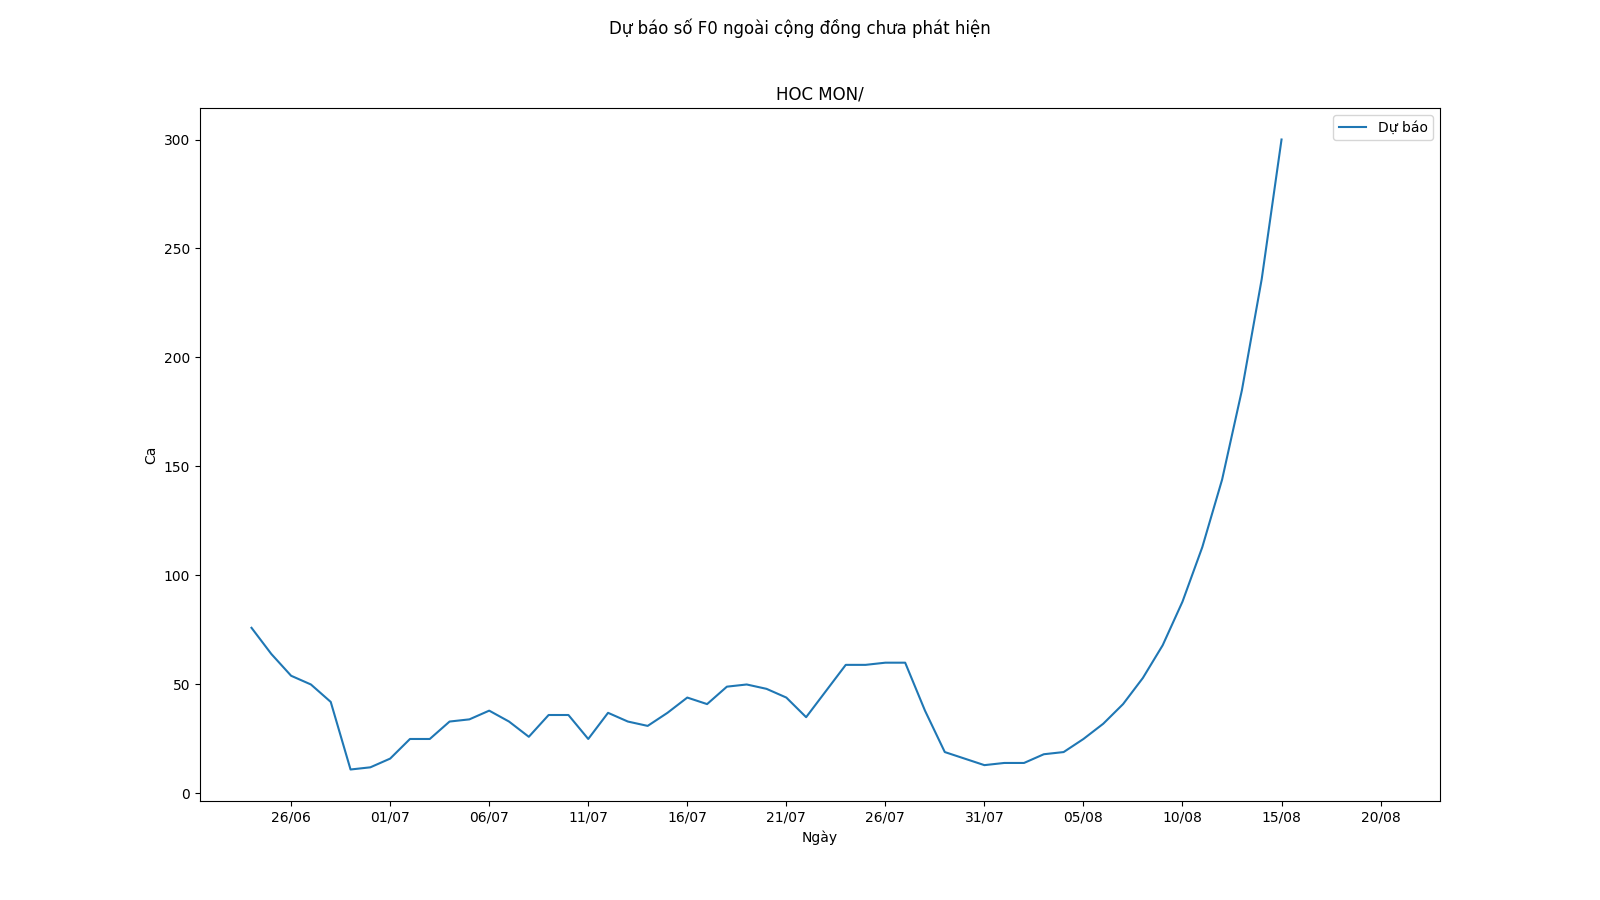 Dự báo số F0 ngoài cộng đồng chưa phát hiện
HOC MON/
Dự báo
300
250
200
150
100
50
0
Ca
26/06 01/07 06/07 11/07 16/07 21/07 26/07 31/07 05/08 10/08 15/08 20/08
Ngày